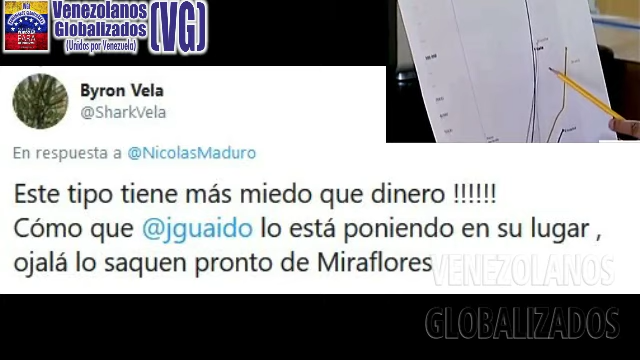 Venezolanos
Globalizados
(Unidos por Venezuela)
(VG)
Byron Vela
@SharkVela
En respuesta a @NicolasMaduro
Este tipo tiene más miedo que dinero !!!!!!
Cómo que @jguaido lo está poniendo en su lugar ,
ojalá lo saquen pronto de Miraflores
VENEZOLANOS
GLOBALIZADOS